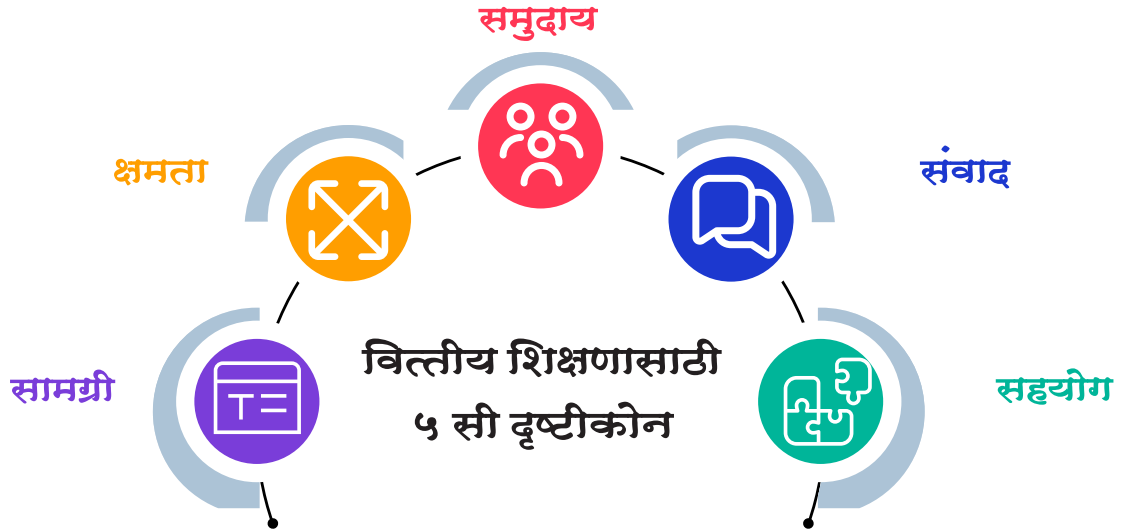 समुदाय
क्षमता
संवाद
वित्तीय शिक्षणासाठी
५ सी दृष्टीकोन
सामग्री
सहयोग